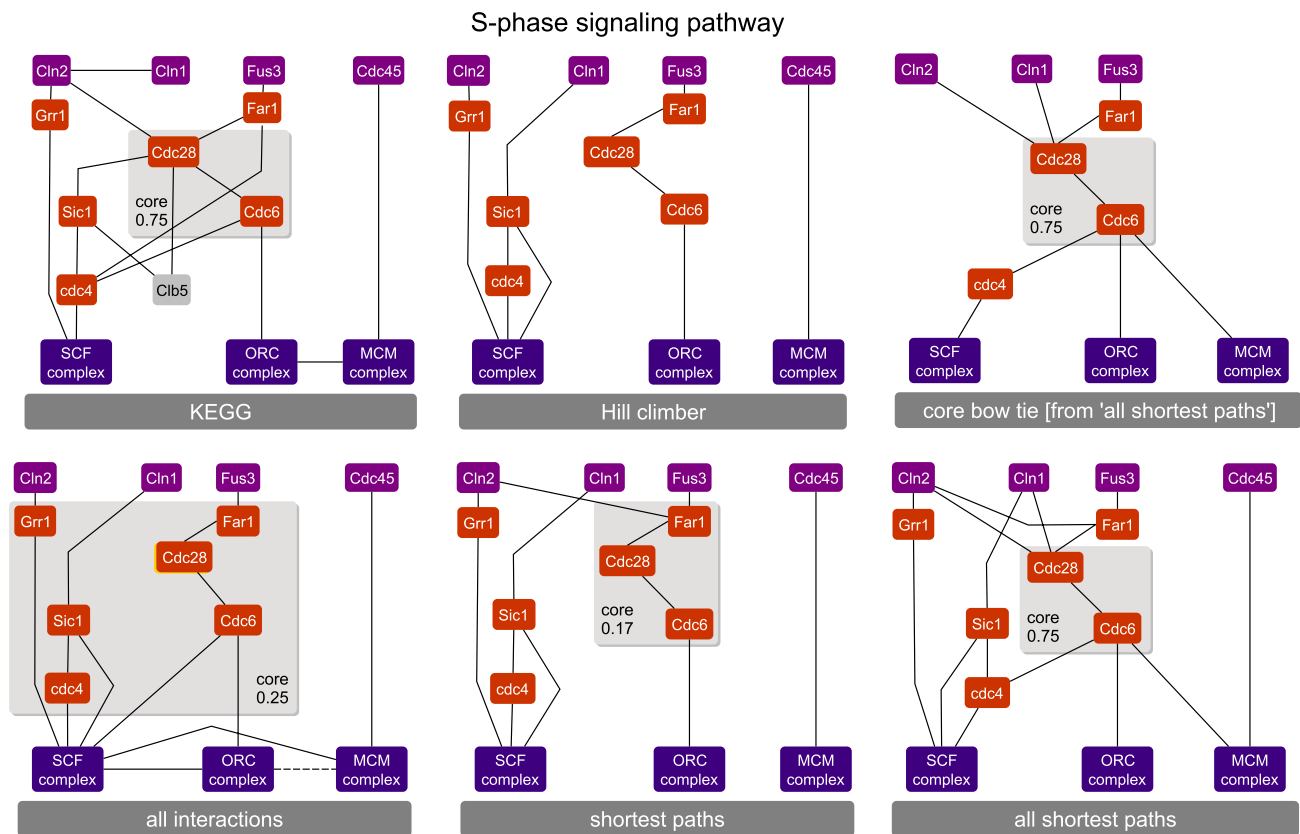 S-phase signaling pathway
Cln2
Cln1
Fus3
Cdc45
Grr1
Far1
Cdc28
core
0.75
Sic1
Cdc6
cdc4
Clb5
SCF
complex
ORC
complex
MCM
complex
KEGG
Cln2
Cln1
Fus3
Cdc45
Grr1
Far1
Cdc28
Sic1
Cdc6
cdc4
SCF
complex
ORC
complex
MCM
complex
Hill climber
Cln2
Cln1
Fus3
Far1
Cdc28
core
0.75
Cdc6
cdc4
SCF
complex
ORC
complex
MCM
complex
core bow tie [from 'all shortest paths']
Cln2
Cln1
Fus3
Cdc45
Grr1
Far1
Cdc28
Sic1
Cdc6
cdc4
core
0.25
SCF
complex
ORC
complex
MCM
complex
all interactions
Cln2
Cln1
Fus3
Cdc45
Grr1
Far1
Cdc28
core
0.17
Sic1
Cdc6
cdc4
SCF
complex
ORC
complex
MCM
complex
shortest paths
Cln2
Cln1
Fus3
Cdc45
Grr1
Far1
Cdc28
Sic1
core
0.75
Cdc6
cdc4
SCF
complex
ORC
complex
MCM
complex
all shortest paths